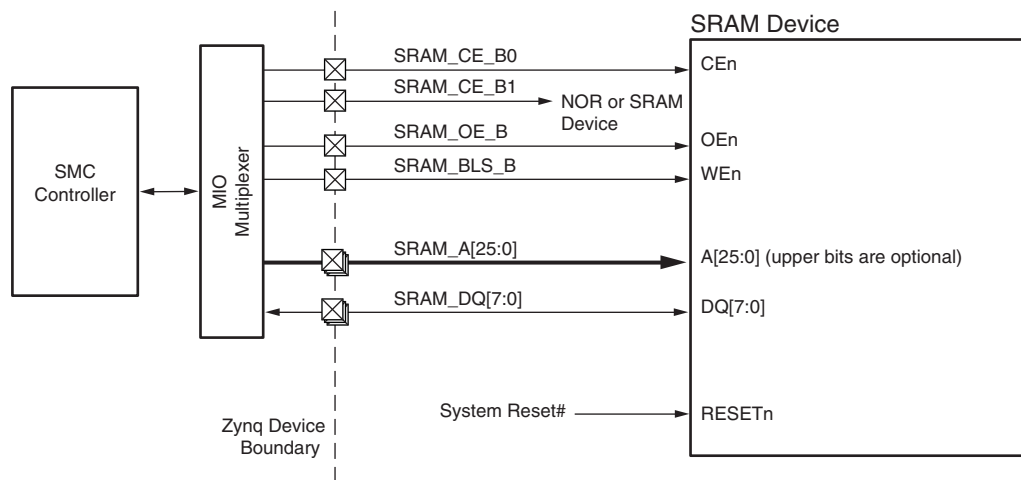 SRAM Device
SRAM_CE_B0
CEn
SRAM_CE_B1
NOR or SRAM
Device
SRAM_OE_B
OEn
SRAM_BLS_B
WEn
SMC
Controller
MIO
Multiplexer
SRAM_A[25:0]
A[25:0] (upper bits are optional)
SRAM_DQ[7:0]
DQ[7:0]
System Reset#
RESETn
Zynq Device
Boundary